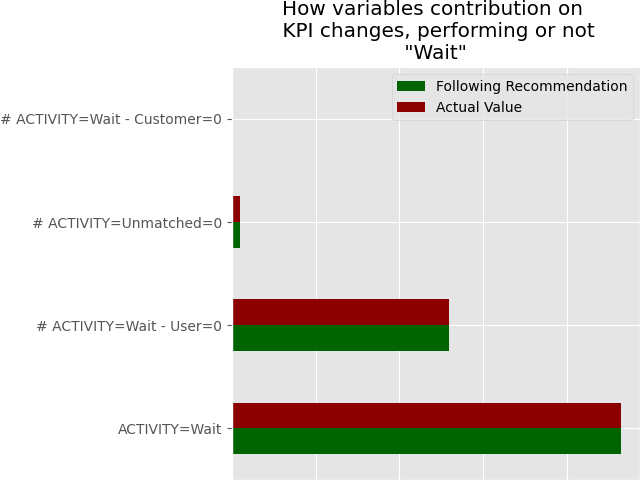 How variables contribution on
KPI changes, performing or not
"Wait"
Following Recommendation
Actual Value
# ACTIVITY=Wait - Customer=0
# ACTIVITY=Unmatched=0
# ACTIVITY=Wait - User=0
ACTIVITY=Wait